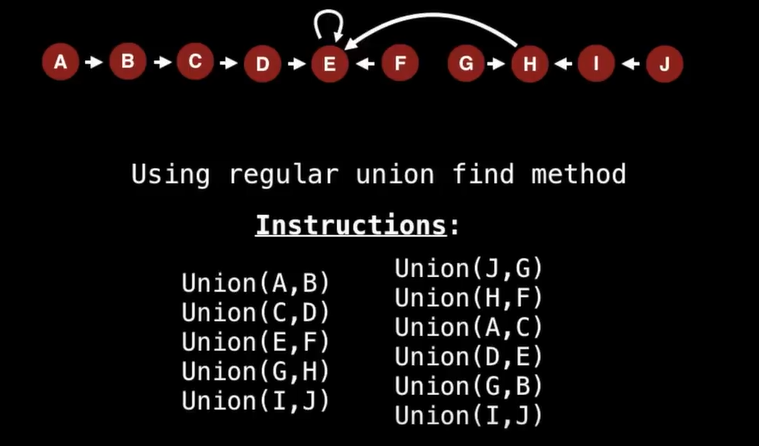 A B C D E F G H I J
Using regular union find method
Instructions:
Union(A,B)
Union(C,D)
Union(E,F)
Union(G,H)
Union(I,J)
Union(J,G)
Union(H,F)
Union(A,C)
Union(D,E)
Union(G,B)
Union(I,J)